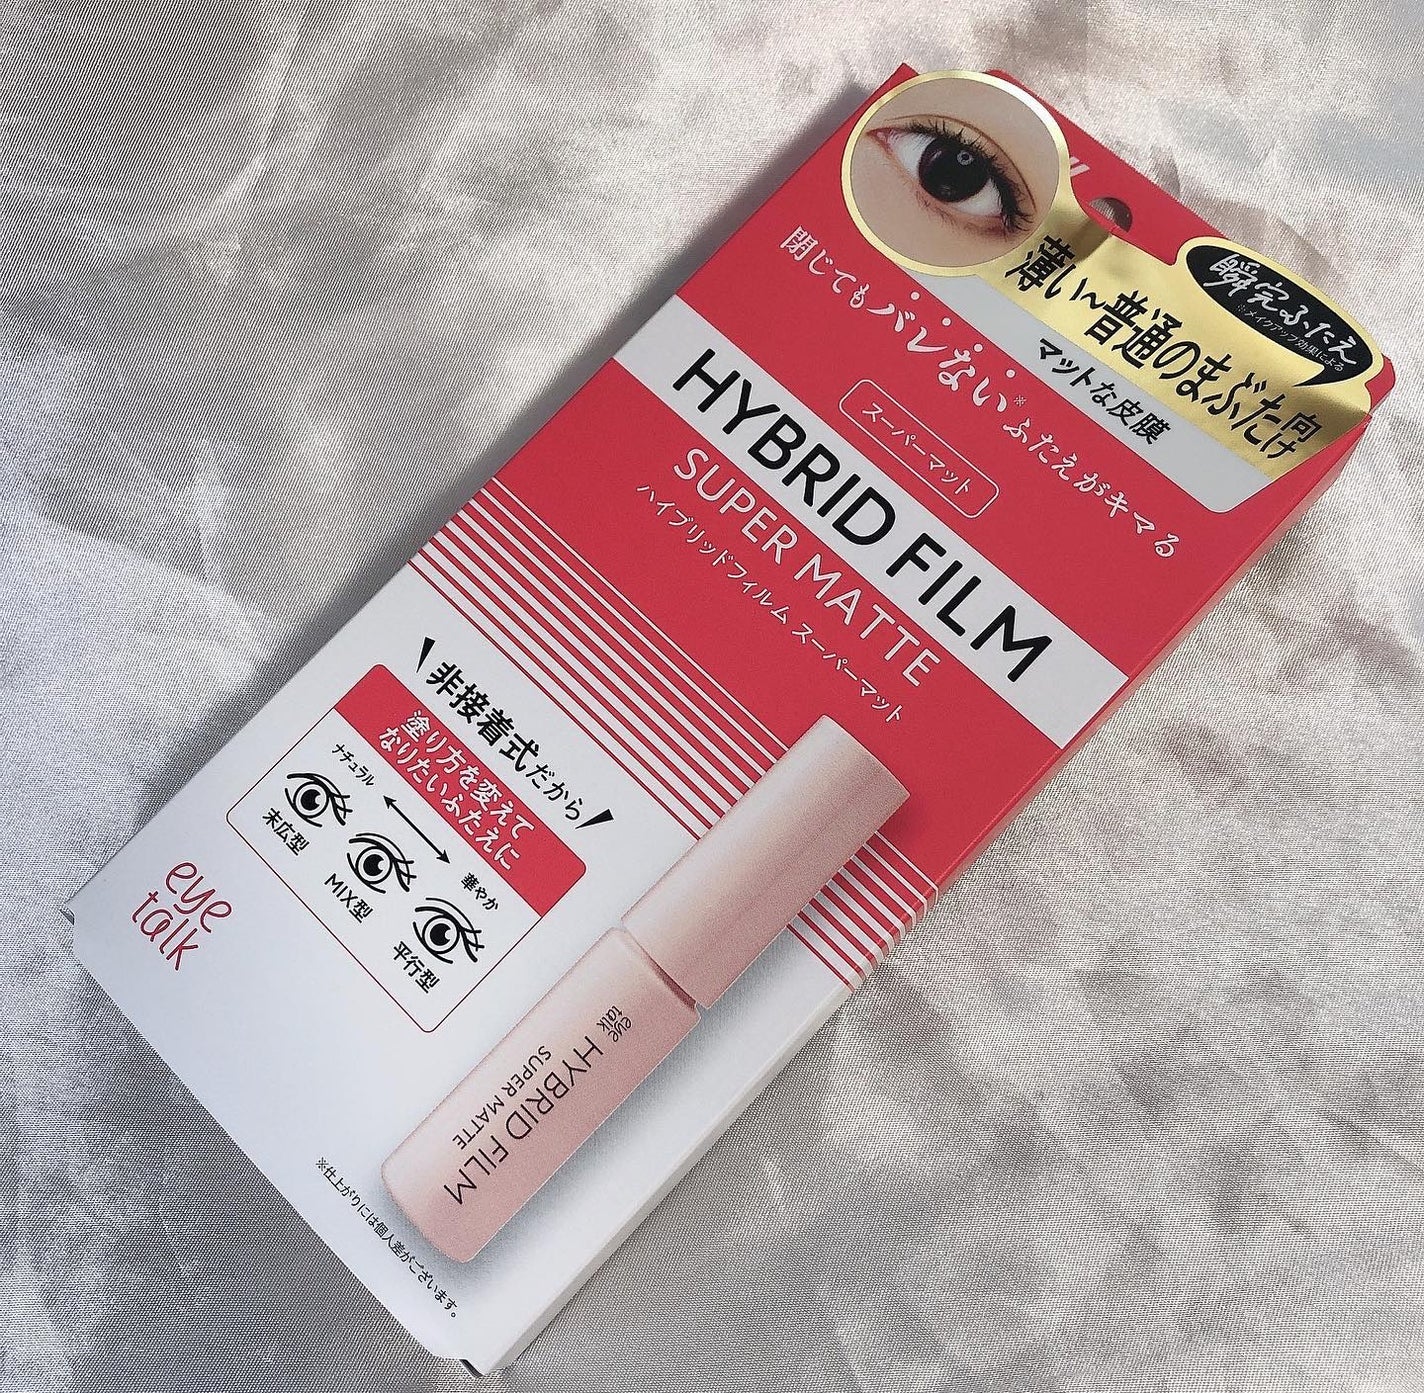 瞬完ふたえ
※メイクアップ効果による
薄い～普通のまぶた向け
マットな皮膜
閉じてもバレない※ふたえがキマる
スーパーマット
HYBRID FILM
SUPER MATTE
ハイブリッドフィルム スーパーマット
非接着式だから
塗り方を変えて
なりたいふたえに
ナチュラル
華やか
末広型
MIX型
平行型
eye
talk
eye
talk
HYBRID FILM
SUPER MATTE
※仕上がりには個人差がございます。